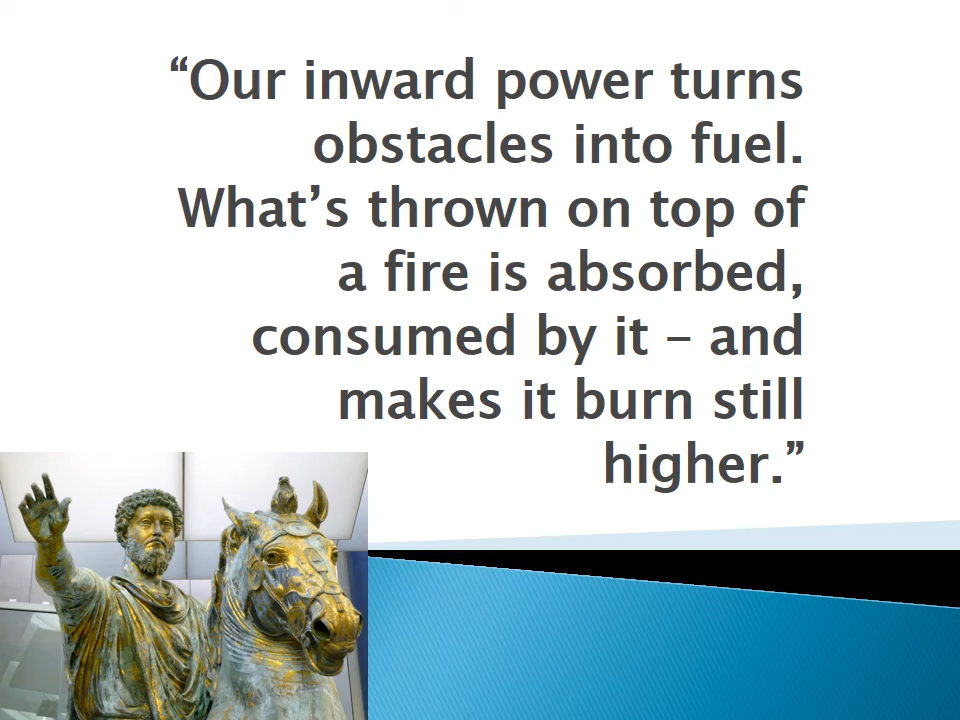 “Our inward power turns
obstacles into fuel.
What’s thrown on top of
a fire is absorbed,
consumed by it – and
makes it burn still
higher.”